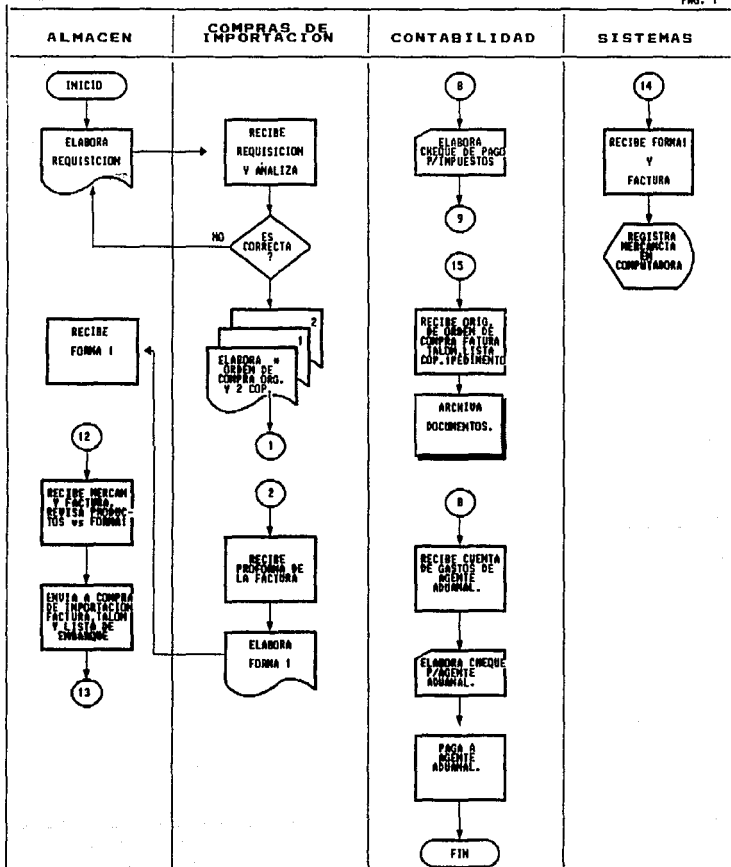 PAG. 1
ALMACEN
COMPRAS DE
IMPORTACION
CONTABILIDAD
SISTEMAS
INICIO
ELABORA
REQUISICION
RECIBE
FORMA 1
12
RECIBE MERCAN
Y FACTURA,
REVISA PRODUC-
TOS vs FORMA1
ENVIA A COMPRA
DE IMPORTACION
FACTURA, TALON
Y LISTA DE
EMBARQUE
13
RECIBE
REQUISICION
Y ANALIZA
NO
ES
CORRECTA
?
2
1
ELABORA *
ORDEN DE
COMPRA ORG.
Y 2 COP.
1
2
RECIBE
PROFORMA DE
LA FACTURA
ELABORA
FORMA 1
8
ELABORA
CHEQUE DE PAGO
P/IMPUESTOS
9
15
RECIBE ORIG.
DE ORDEN DE
COMPRA FATURA
TALON, LISTA
COP. 1PEDIMENTO
ARCHIVA
DOCUMENTOS.
8
RECIBE CUENTA
DE GASTOS DE
AGENTE
ADUANAL.
ELABORA CHEQUE
P/AGENTE
ADUANAL.
PAGA A
AGENTE
ADUANAL.
FIN
14
RECIBE FORMA1
Y
FACTURA
REGISTRA
MERCANCIA
EN
COMPUTADORA